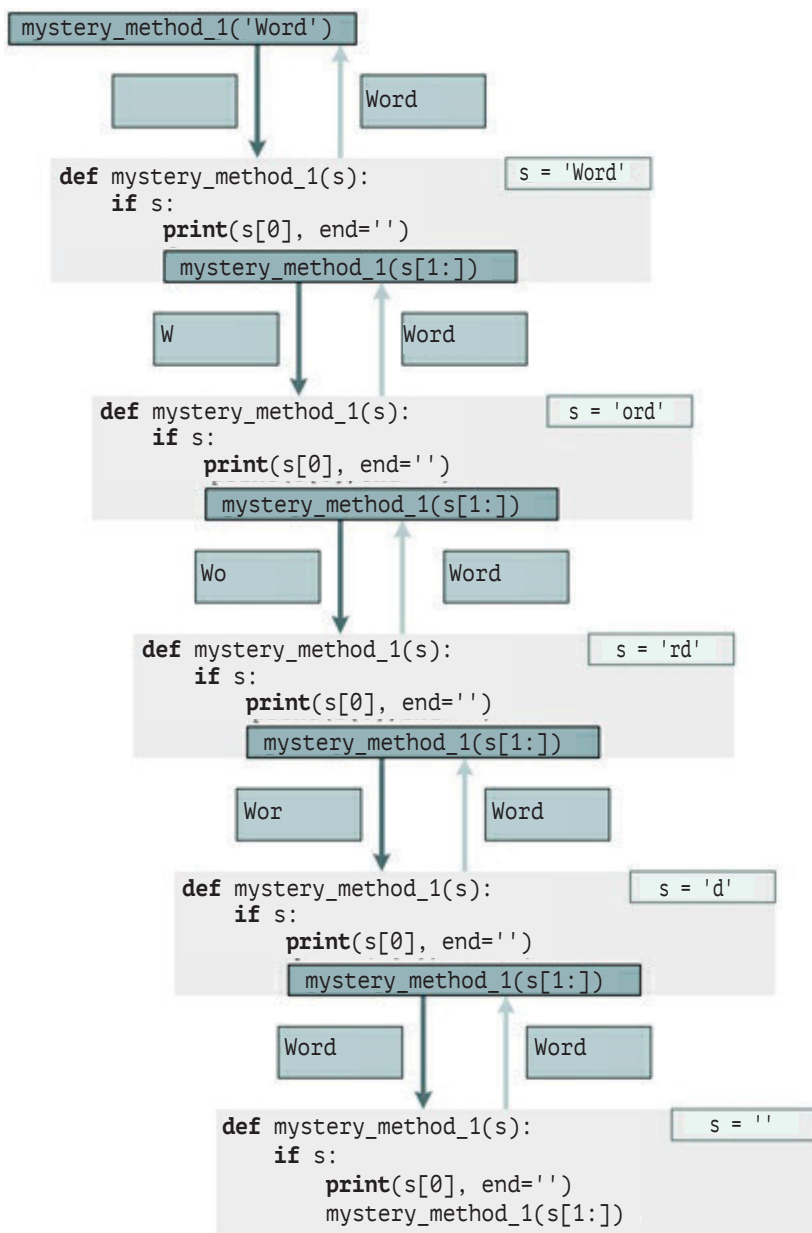 mystery_method_1('Word')
Word
def mystery_method_1(s):
s = 'Word'
if s:
print(s[0], end='')
mystery_method_1(s[1:])
W
Word
def mystery_method_1(s):
s = 'ord'
if s:
print(s[0], end='')
mystery_method_1(s[1:])
Wo
Word
def mystery_method_1(s):
s = 'rd'
if s:
print(s[0], end='')
mystery_method_1(s[1:])
Wor
Word
def mystery_method_1(s):
s = 'd'
if s:
print(s[0], end='')
mystery_method_1(s[1:])
Word
Word
def mystery_method_1(s):
s = ''
if s:
print(s[0], end='')
mystery_method_1(s[1:])